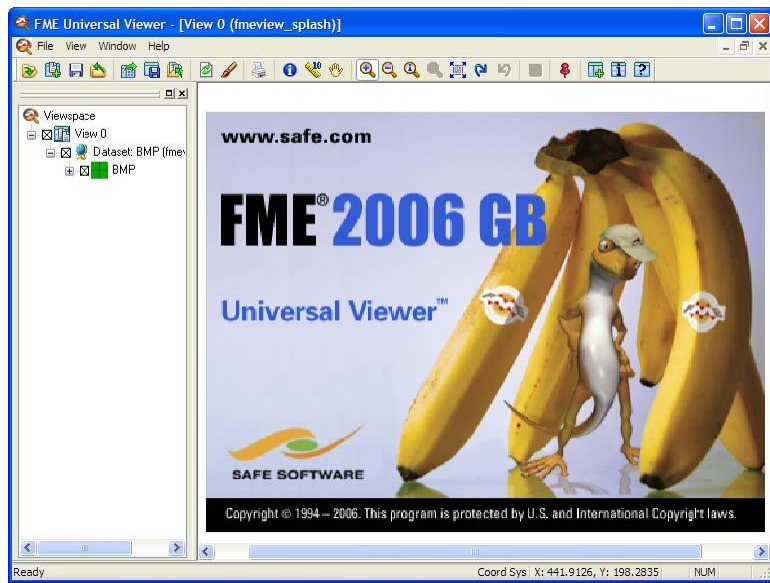 FME Universal Viewer - [View 0 (fmeview_splash)]
File View Window Help
Viewspace
View 0
Dataset: BMP (fmev
BMP
www.safe.com
FME® 2006 GB
Universal Viewer™
SAFE SOFTWARE
Copyright © 1994 – 2006. This program is protected by U.S. and International Copyright laws.
Ready
Coord Sys X: 441.9126, Y: 198.2835 NUM